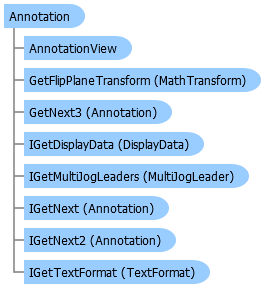 Annotation
AnnotationView
GetFlipPlaneTransform (MathTransform)
GetNext3 (Annotation)
IGetDisplayData (DisplayData)
IGetMultiJogLeaders (MultiJogLeader)
IGetNext (Annotation)
IGetNext2 (Annotation)
IGetTextFormat (TextFormat)